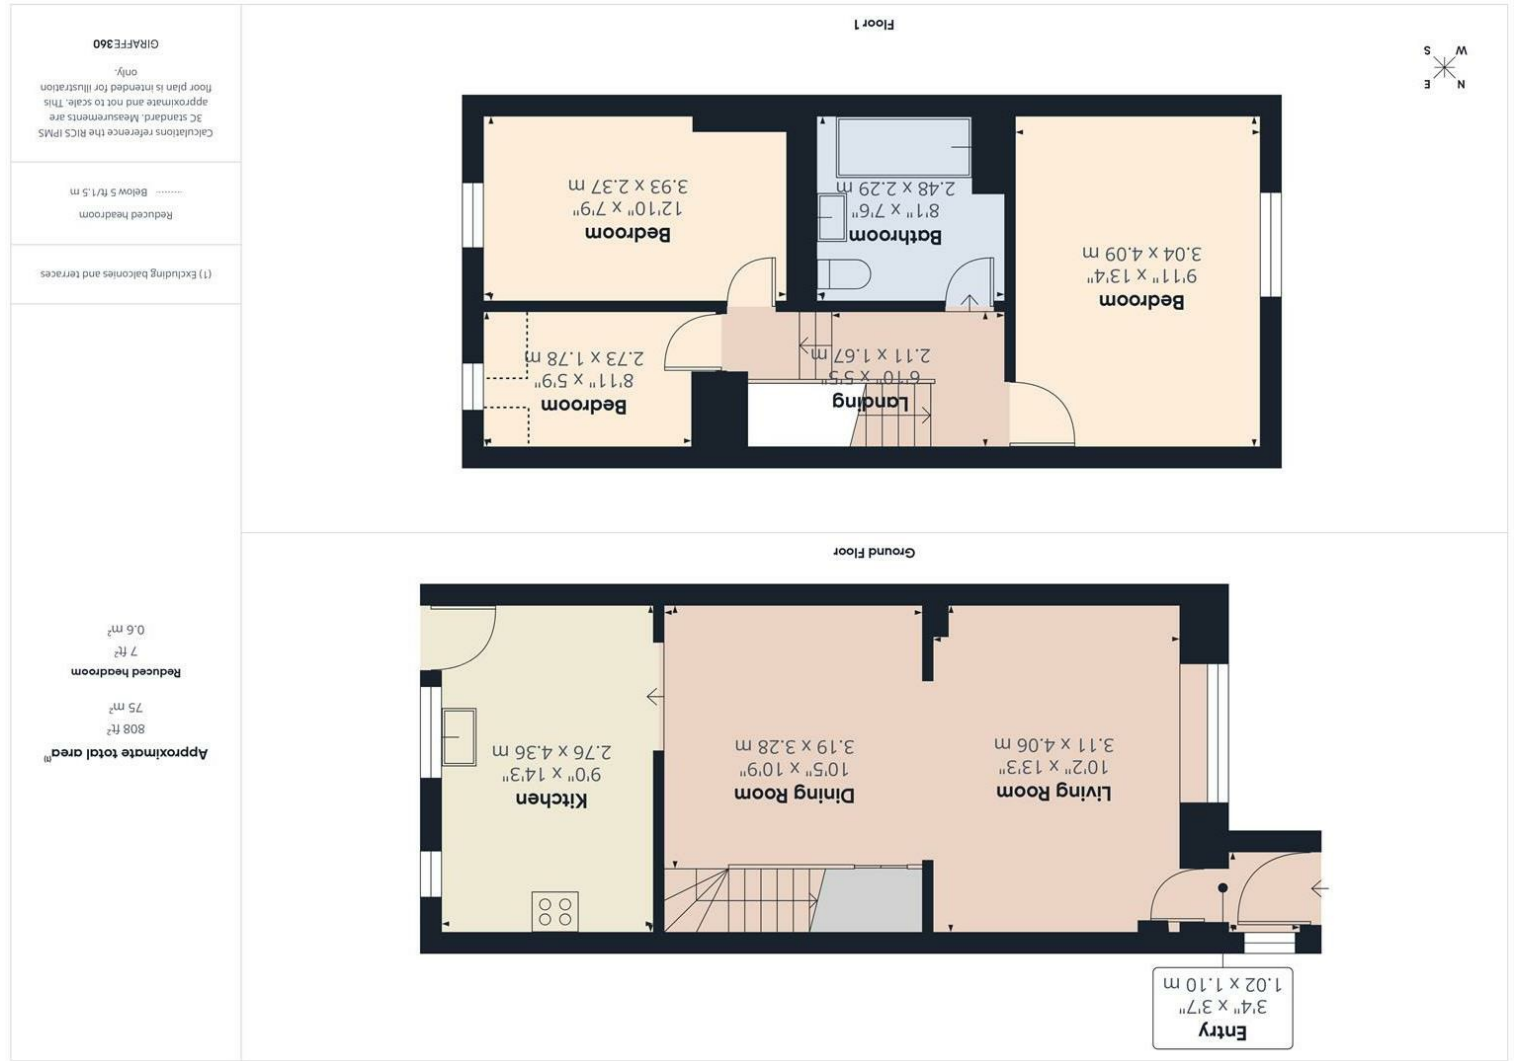 Entry
3'4" x 3'7"
1.02 x 1.10 m
Living Room
10'2" x 13'3"
3.11 x 4.06 m
Dining Room
10'5" x 10'9"
3.19 x 3.28 m
Kitchen
9'0" x 14'3"
2.76 x 4.36 m
Ground Floor
Landing
6'10" x 5'5"
2.11 x 1.67 m
Bedroom
8'11" x 5'9"
2.73 x 1.78 m
Bedroom
9'11" x 13'4"
3.04 x 4.09 m
Bathroom
8'1" x 7'6"
2.48 x 2.29 m
Bedroom
12'10" x 7'9"
3.93 x 2.37 m
N E
W S
Floor 1
Approximate total area(1)
808 ft²
75 m²
Reduced headroom
7 ft²
0.6 m²
(1) Excluding balconies and terraces
Reduced headroom
........ Below 5 ft/1.5 m
Calculations reference the RICS IPMS
3C standard. Measurements are
approximate and not to scale. This
floor plan is intended for illustration
only.
GIRAFFE360